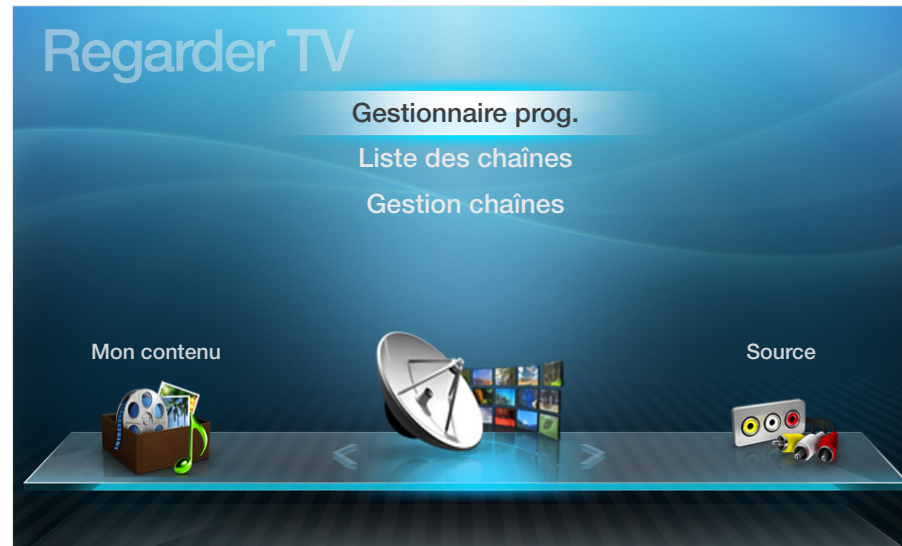 Regarder TV
Gestionnaire prog.
Liste des chaînes
Gestion chaînes
Mon contenu
Source